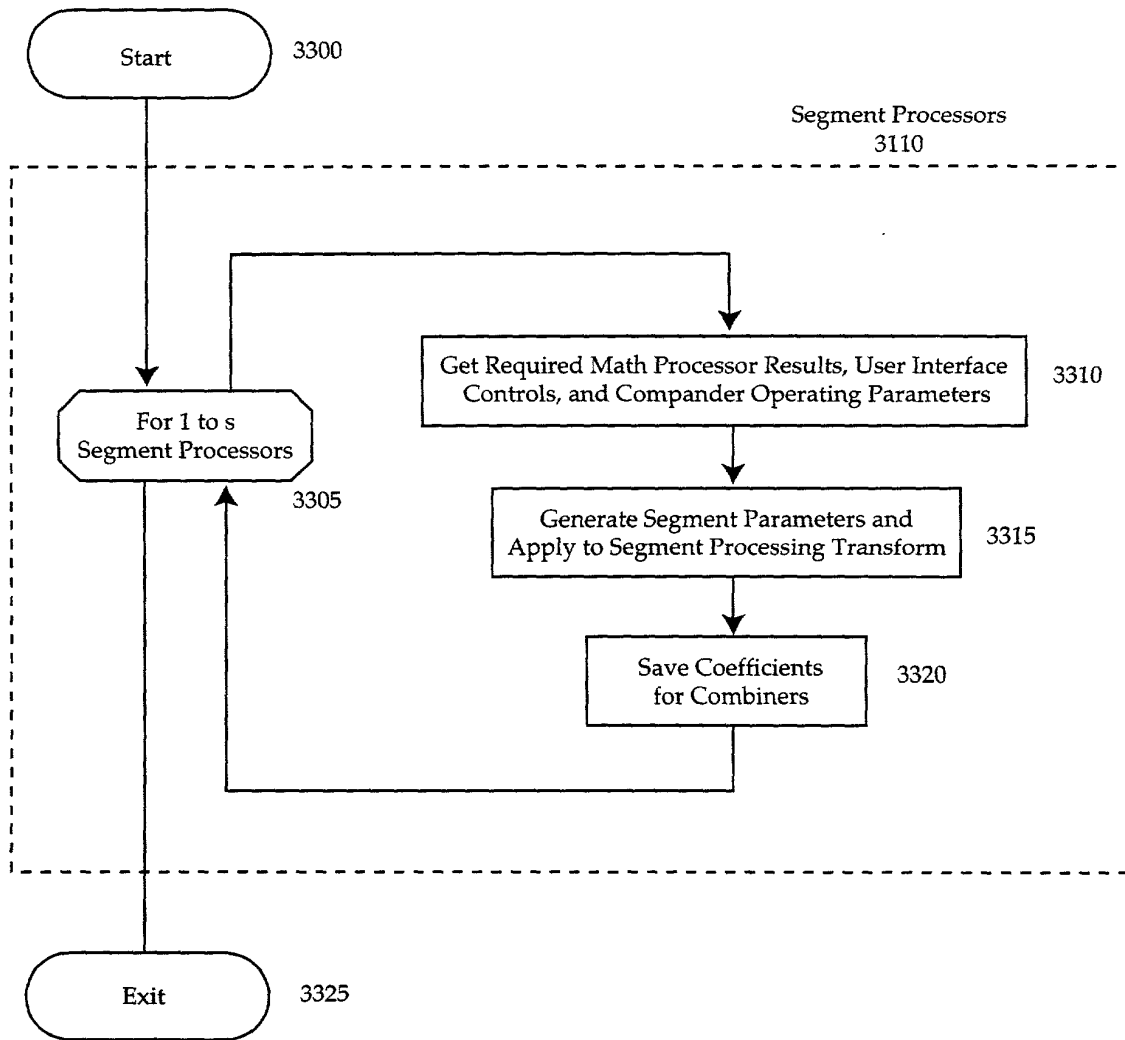 Start
3300
Segment Processors
3110
For 1 to s
Segment Processors
3305
Get Required Math Processor Results, User Interface
Controls, and Compander Operating Parameters
3310
Generate Segment Parameters and
Apply to Segment Processing Transform
3315
Save Coefficients
for Combiners
3320
Exit
3325